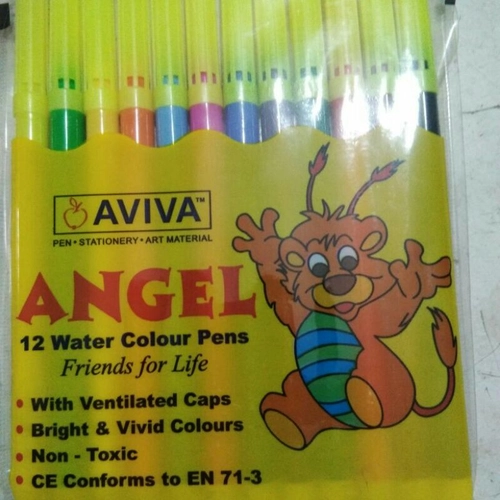 AVIVA™
PEN • STATIONERY • ART MATERIAL
ANGEL
12 Water Colour Pens
Friends for Life
• With Ventilated Caps
• Bright & Vivid Colours
• Non - Toxic
• CE Conforms to EN 71-3